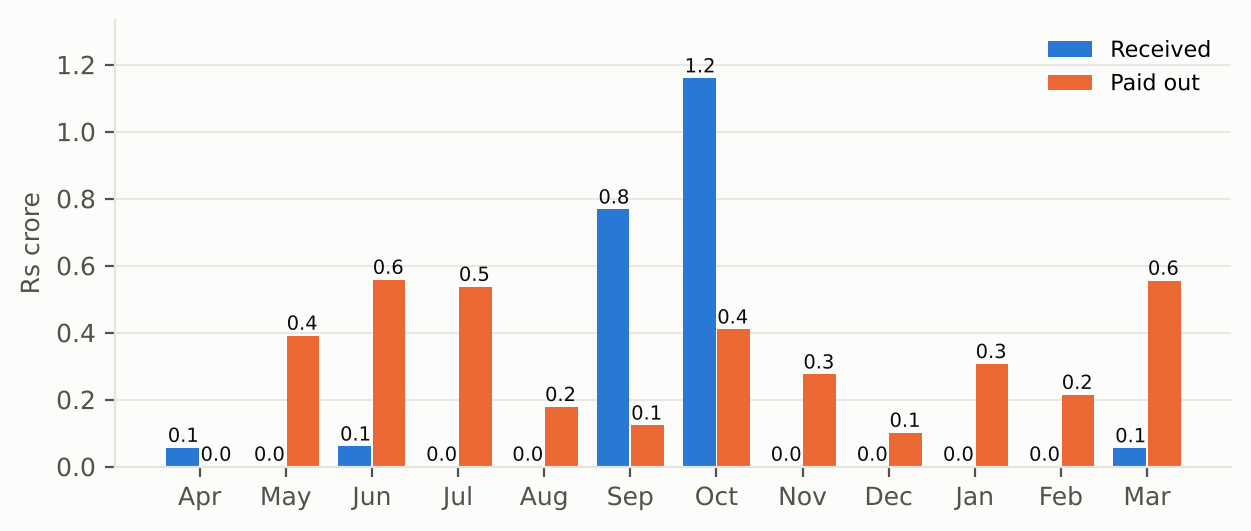 Received
Paid out
Rs crore
1.2
1.0
0.8
0.6
0.4
0.2
0.0
0.1 0.0 0.0 0.4 0.1 0.6 0.0 0.5 0.0 0.2 0.8 0.1 1.2 0.4 0.0 0.3 0.0 0.1 0.0 0.3 0.0 0.2 0.1 0.6
Apr May Jun Jul Aug Sep Oct Nov Dec Jan Feb Mar